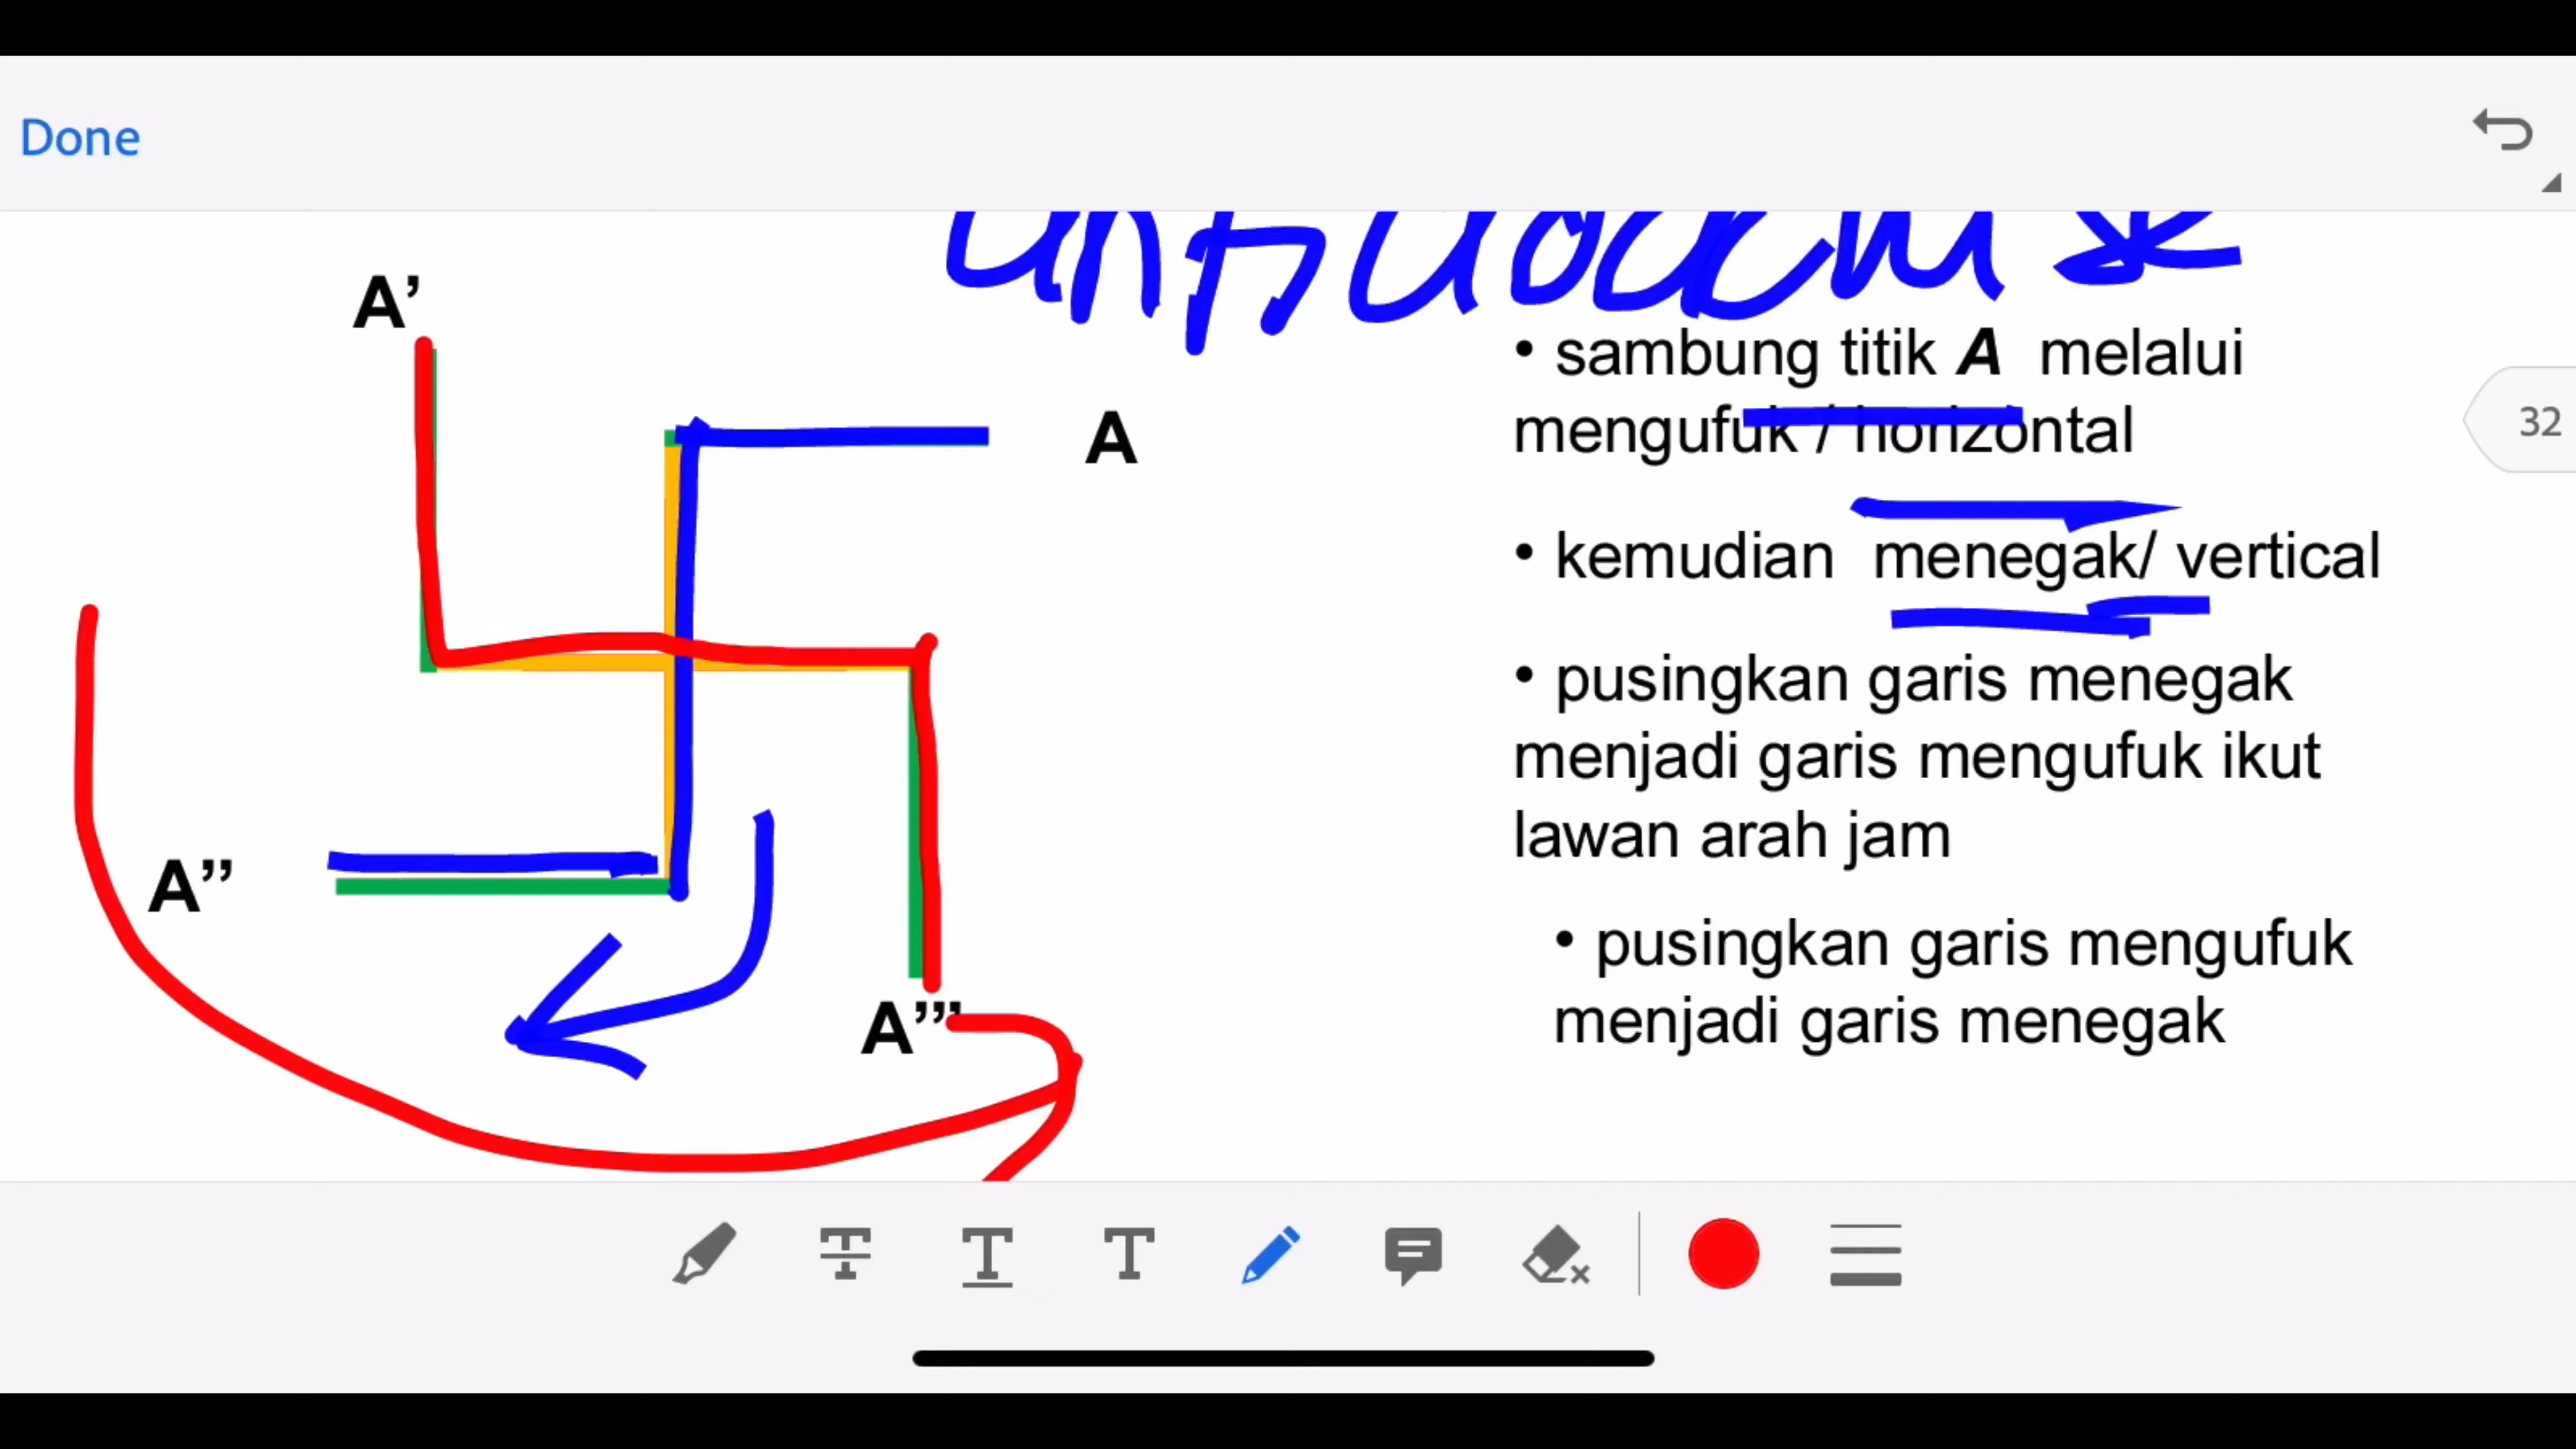 Done
A’
A
A’’
A’’’
• sambung titik A melalui
mengufuk / horizontal
• kemudian menegak/ vertical
• pusingkan garis menegak
menjadi garis mengufuk ikut
lawan arah jam
• pusingkan garis mengufuk
menjadi garis menegak
32
T
T
T